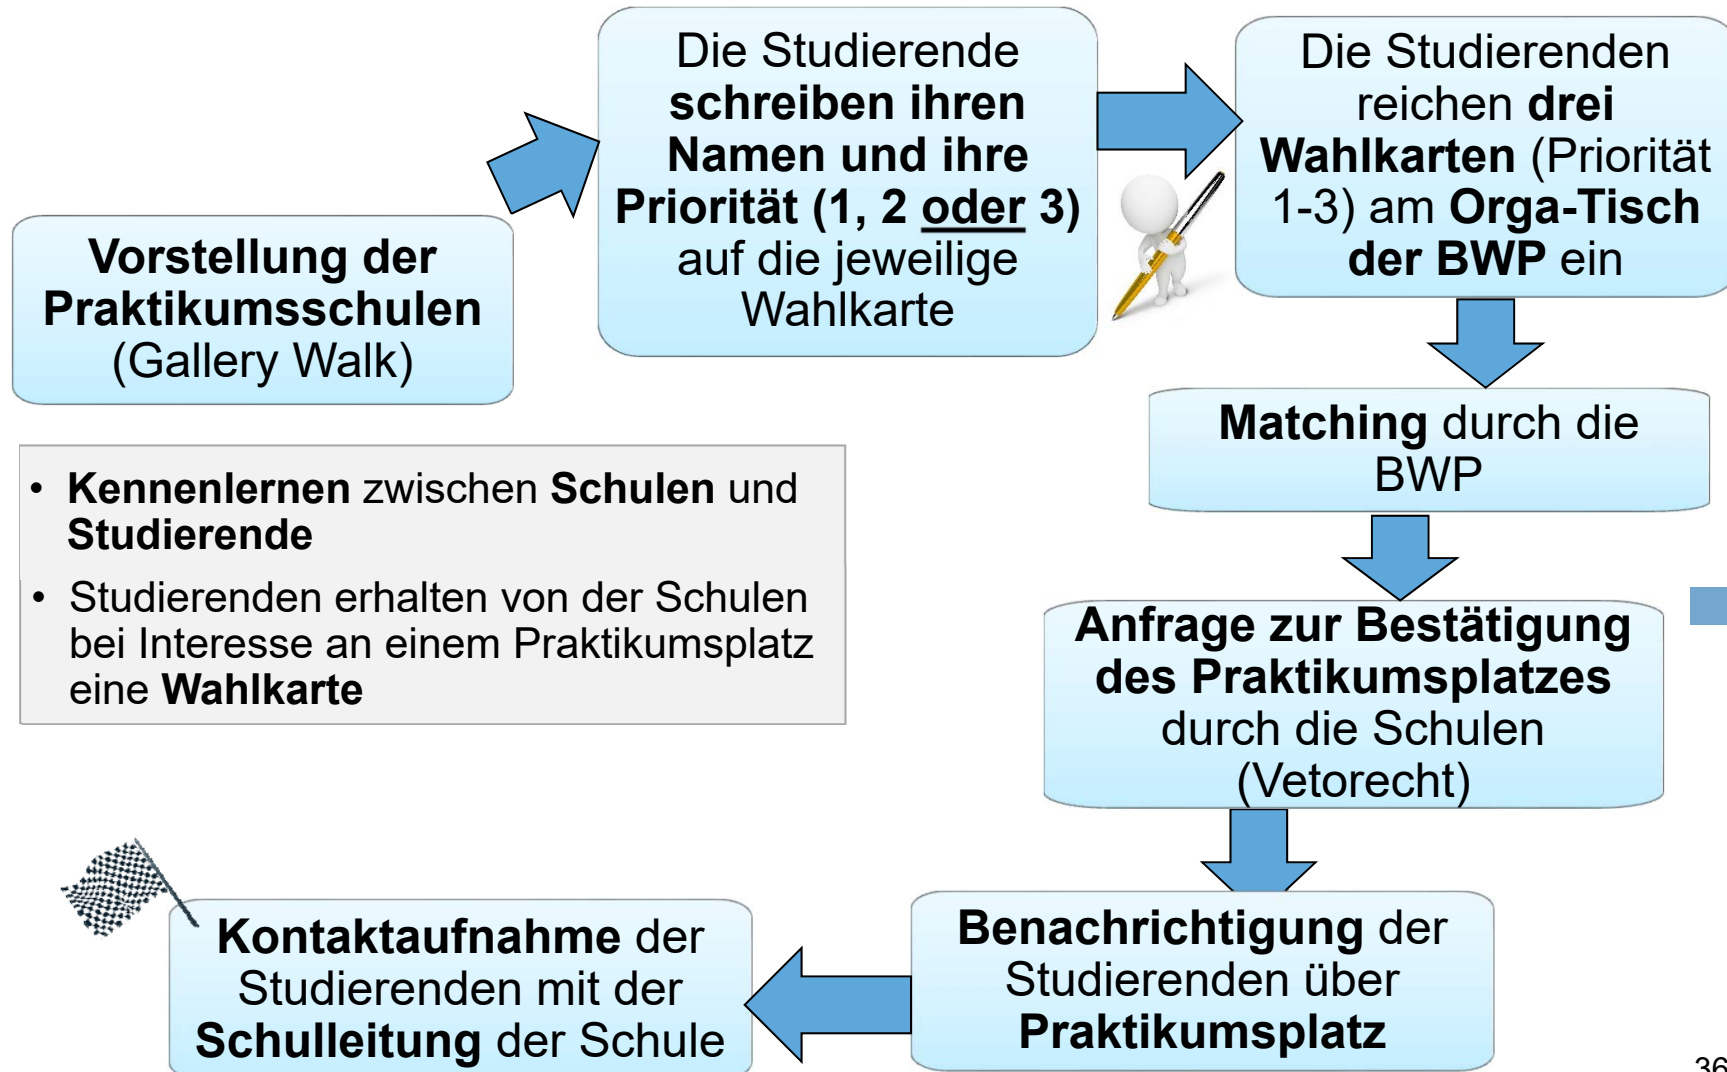 Vorstellung der
Praktikumsschulen
(Gallery Walk)
Die Studierende
schreiben ihren
Namen und ihre
Priorität (1, 2 oder 3)
auf die jeweilige
Wahlkarte
Die Studierenden
reichen drei
Wahlkarten (Priorität
1-3) am Orga-Tisch
der BWP ein
• Kennenlernen zwischen Schulen und
Studierende
• Studierenden erhalten von der Schulen
bei Interesse an einem Praktikumsplatz
eine Wahlkarte
Matching durch die
BWP
Anfrage zur Bestätigung
des Praktikumsplatzes
durch die Schulen
(Vetorecht)
Benachrichtigung der
Studierenden über
Praktikumsplatz
Kontaktaufnahme der
Studierenden mit der
Schulleitung der Schule
36